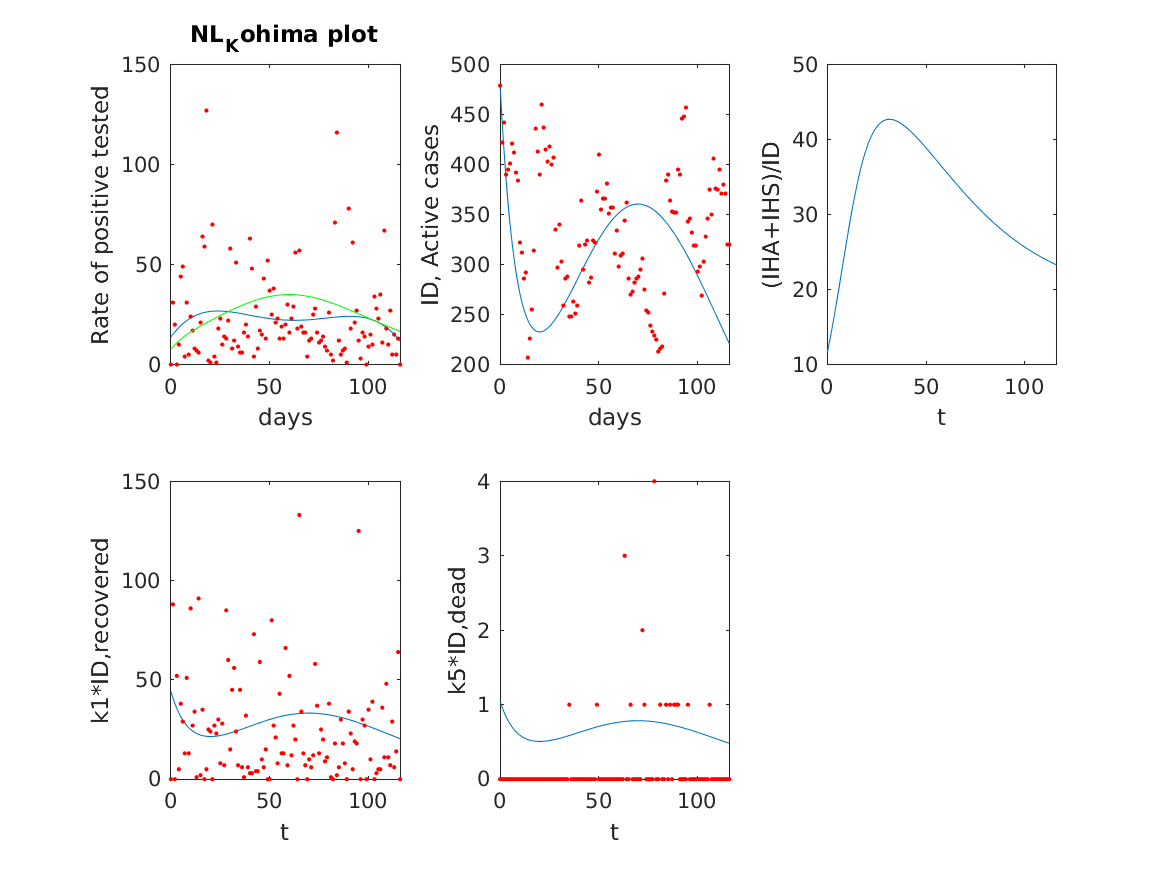 NL_Kohima plot
150
100
50
0
Rate of positive tested
0 50 100
days
500
450
400
350
300
250
200
ID, Active cases
0 50 100
days
50
40
30
20
10
(IHA+IHS)/ID
0 50 100
t
150
100
50
0
k1*ID,recovered
0 50 100
t
4
3
2
1
0
k5*ID,dead
0 50 100
t